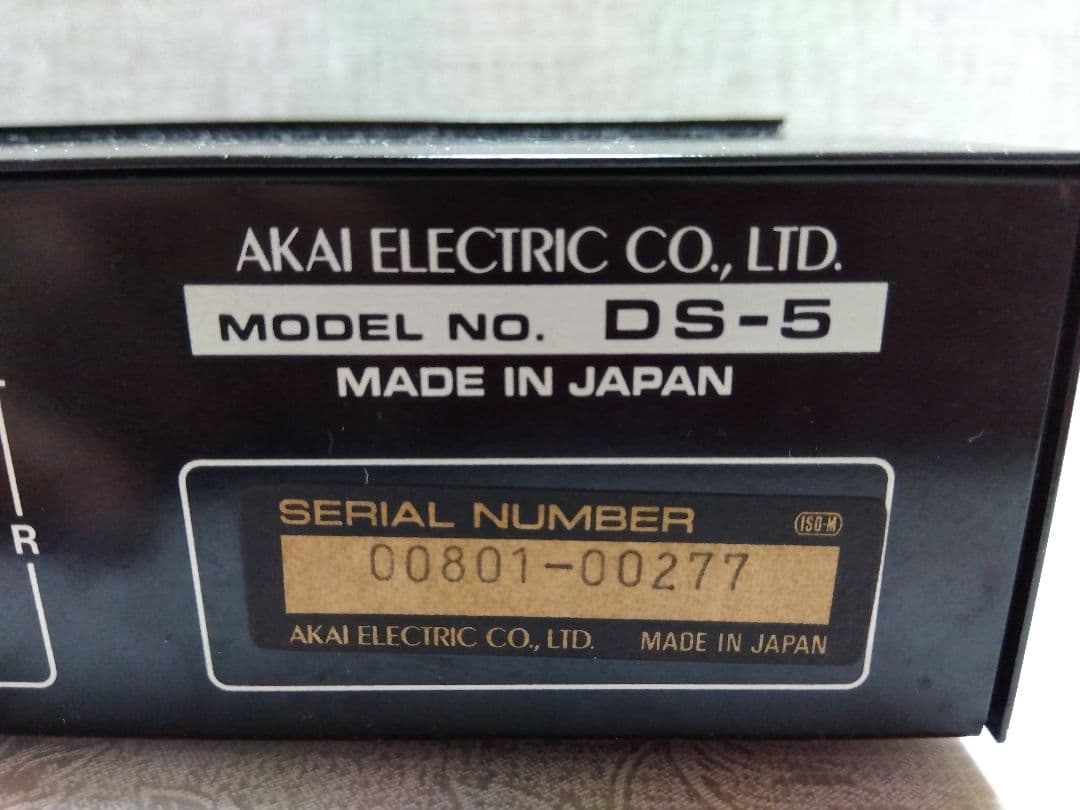 AKAI ELECTRIC CO., LTD.
MODEL NO. DS-5
MADE IN JAPAN
R
SERIAL NUMBER ISO-M
00801-00277
AKAI ELECTRIC CO., LTD. MADE IN JAPAN